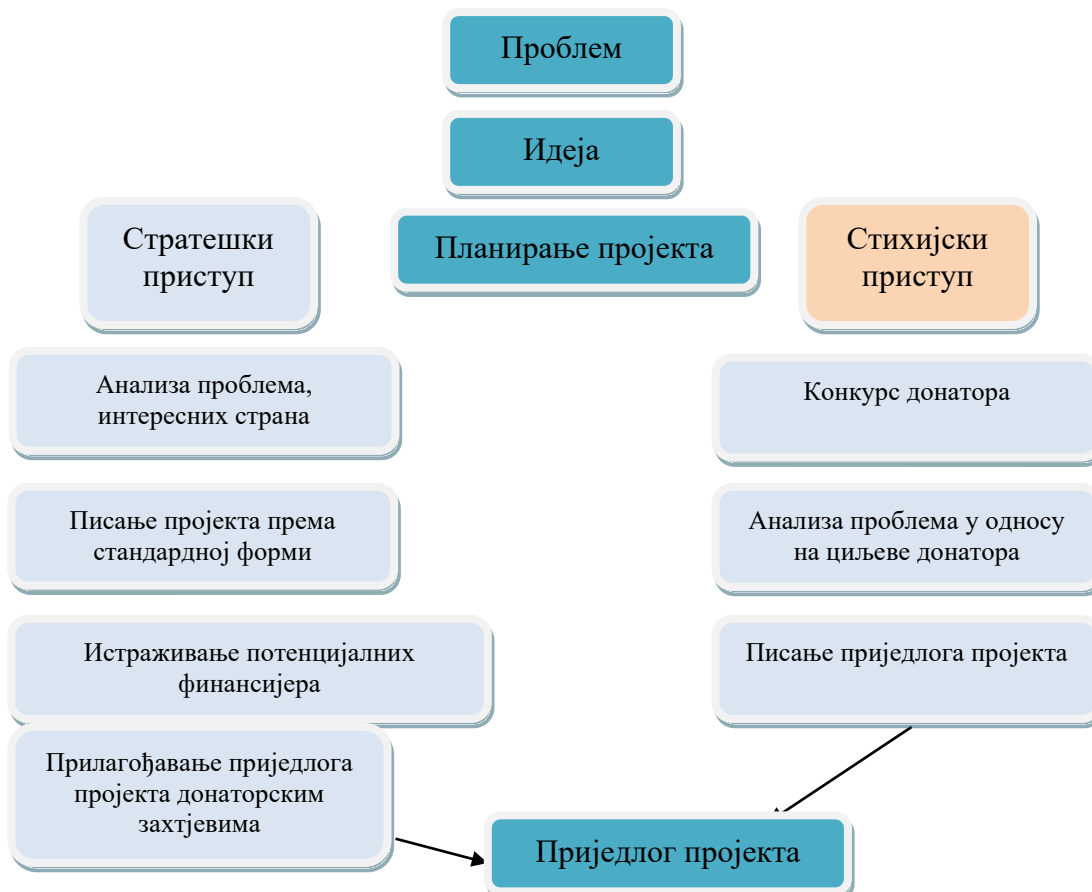 Проблем
Идеја
Планирање пројекта
Стратешки
приступ
Анализа проблема,
интересних страна
Писање пројекта према
стандардној форми
Истраживање потенцијалних
финансијера
Прилагођавање приједлога
пројекта донаторским
захтјевима
Стихијски
приступ
Конкурс донатора
Анализа проблема у односу
на циљеве донатора
Писање приједлога пројекта
Приједлог пројекта